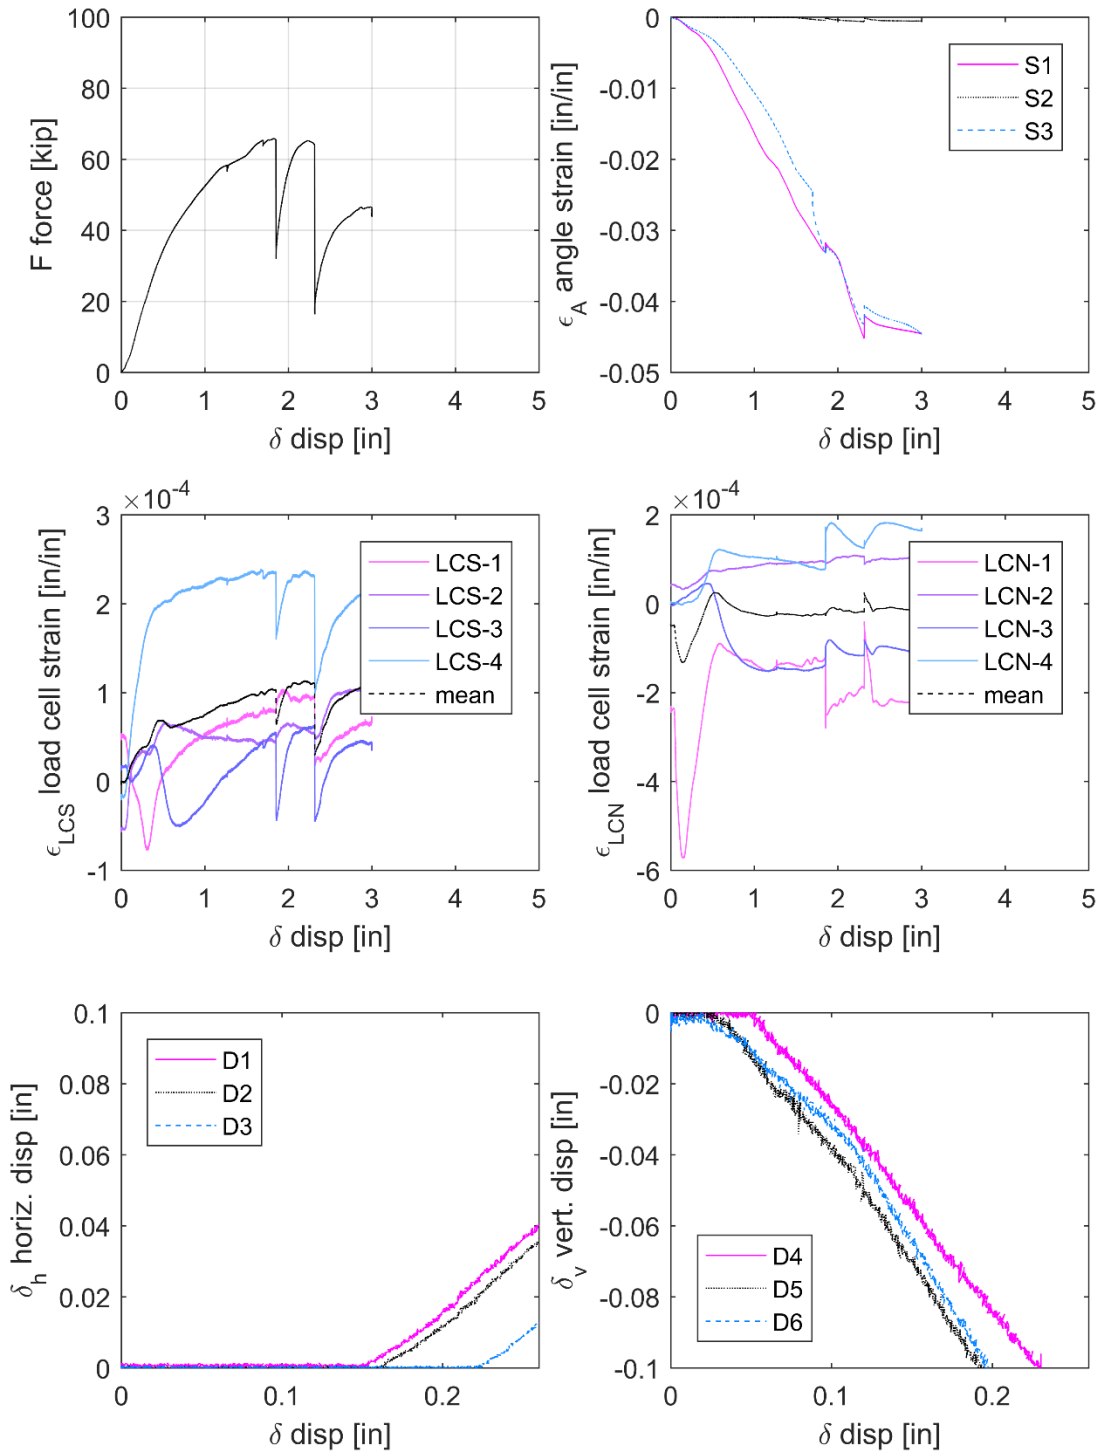 100
80
60
40
20
0
0 1 2 3 4 5
F force [kip]
δ disp [in]
0
-0.01
-0.02
-0.03
-0.04
-0.05
0 1 2 3 4 5
ϵA angle strain [in/in]
δ disp [in]
S1
S2
S3
×10-4
3
2
1
0
-1
0 1 2 3 4 5
ϵLCS load cell strain [in/in]
δ disp [in]
LCS-1
LCS-2
LCS-3
LCS-4
mean
×10-4
2
0
-2
-4
-6
0 1 2 3 4 5
ϵLCN load cell strain [in/in]
δ disp [in]
LCN-1
LCN-2
LCN-3
LCN-4
mean
0.1
0.08
0.06
0.04
0.02
0
0 0.1 0.2
δh horiz. disp [in]
δ disp [in]
D1
D2
D3
0
-0.02
-0.04
-0.06
-0.08
-0.1
0 0.1 0.2
δv vert. disp [in]
δ disp [in]
D4
D5
D6